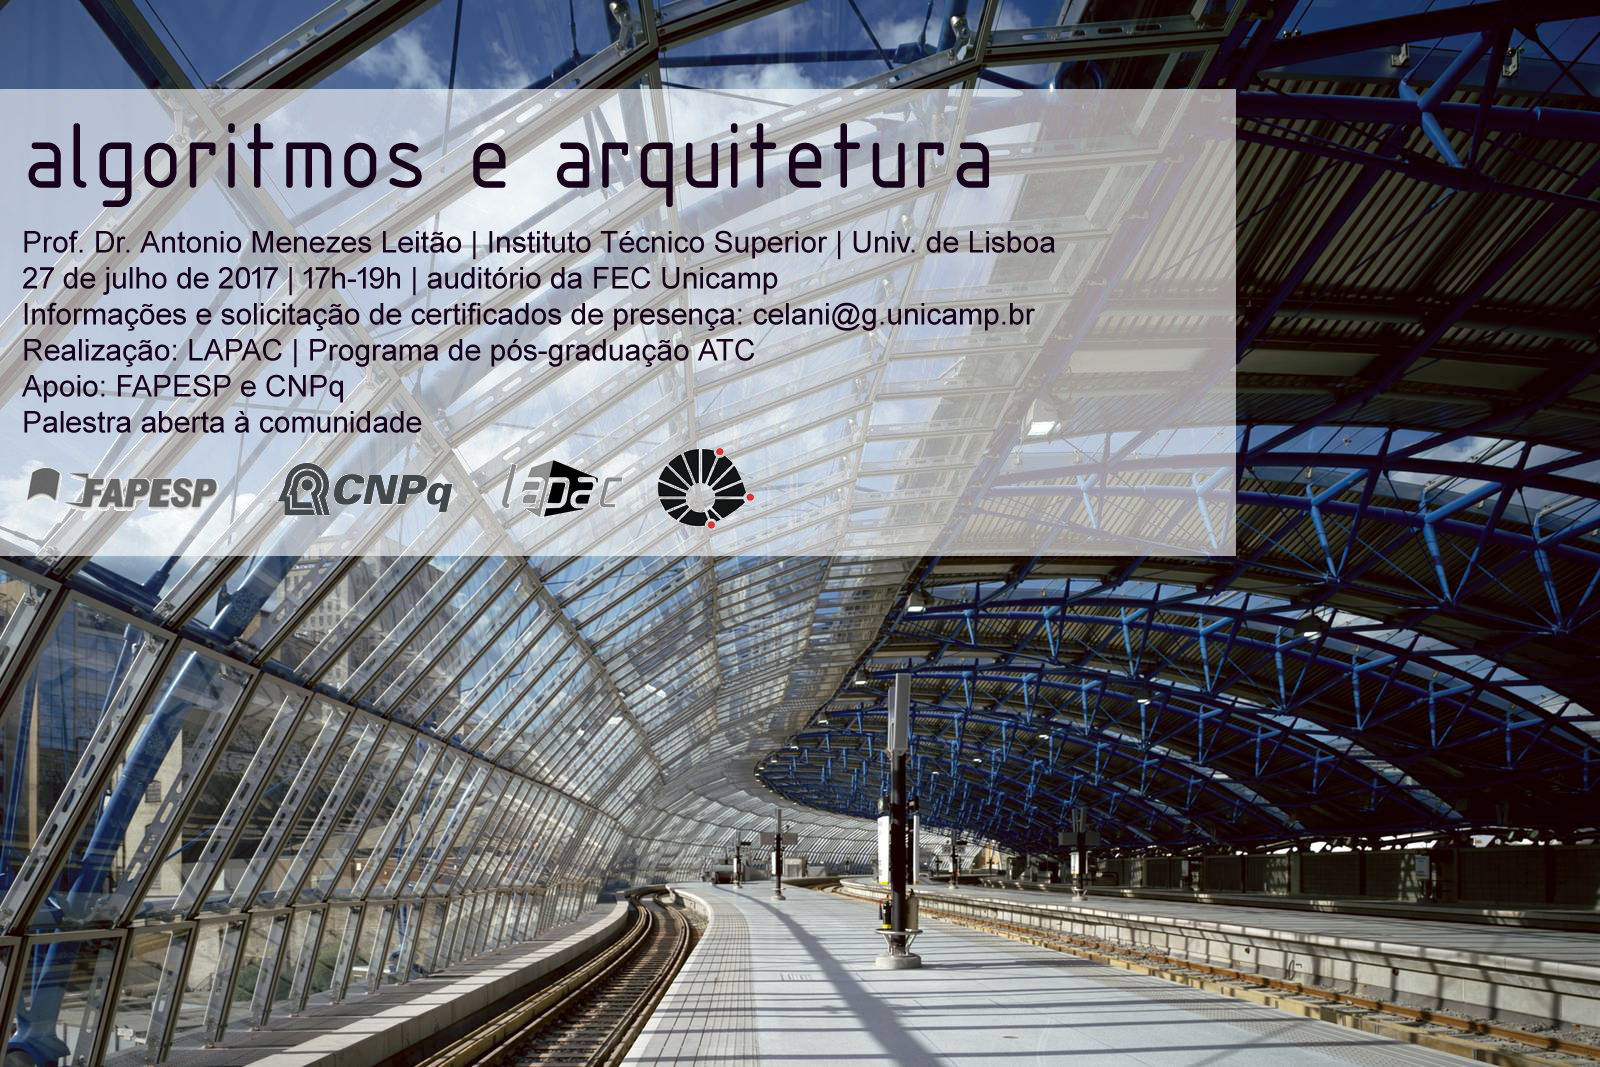 algoritmos e arquitetura
Prof. Dr. Antonio Menezes Leitão | Instituto Técnico Superior | Univ. de Lisboa
27 de julho de 2017 | 17h-19h | auditório da FEC Unicamp
Informações e solicitação de certificados de presença: celani@g.unicamp.br
Realização: LAPAC | Programa de pós-graduação ATC
Apoio: FAPESP e CNPq
Palestra aberta à comunidade
FAPESP CNPq lapac